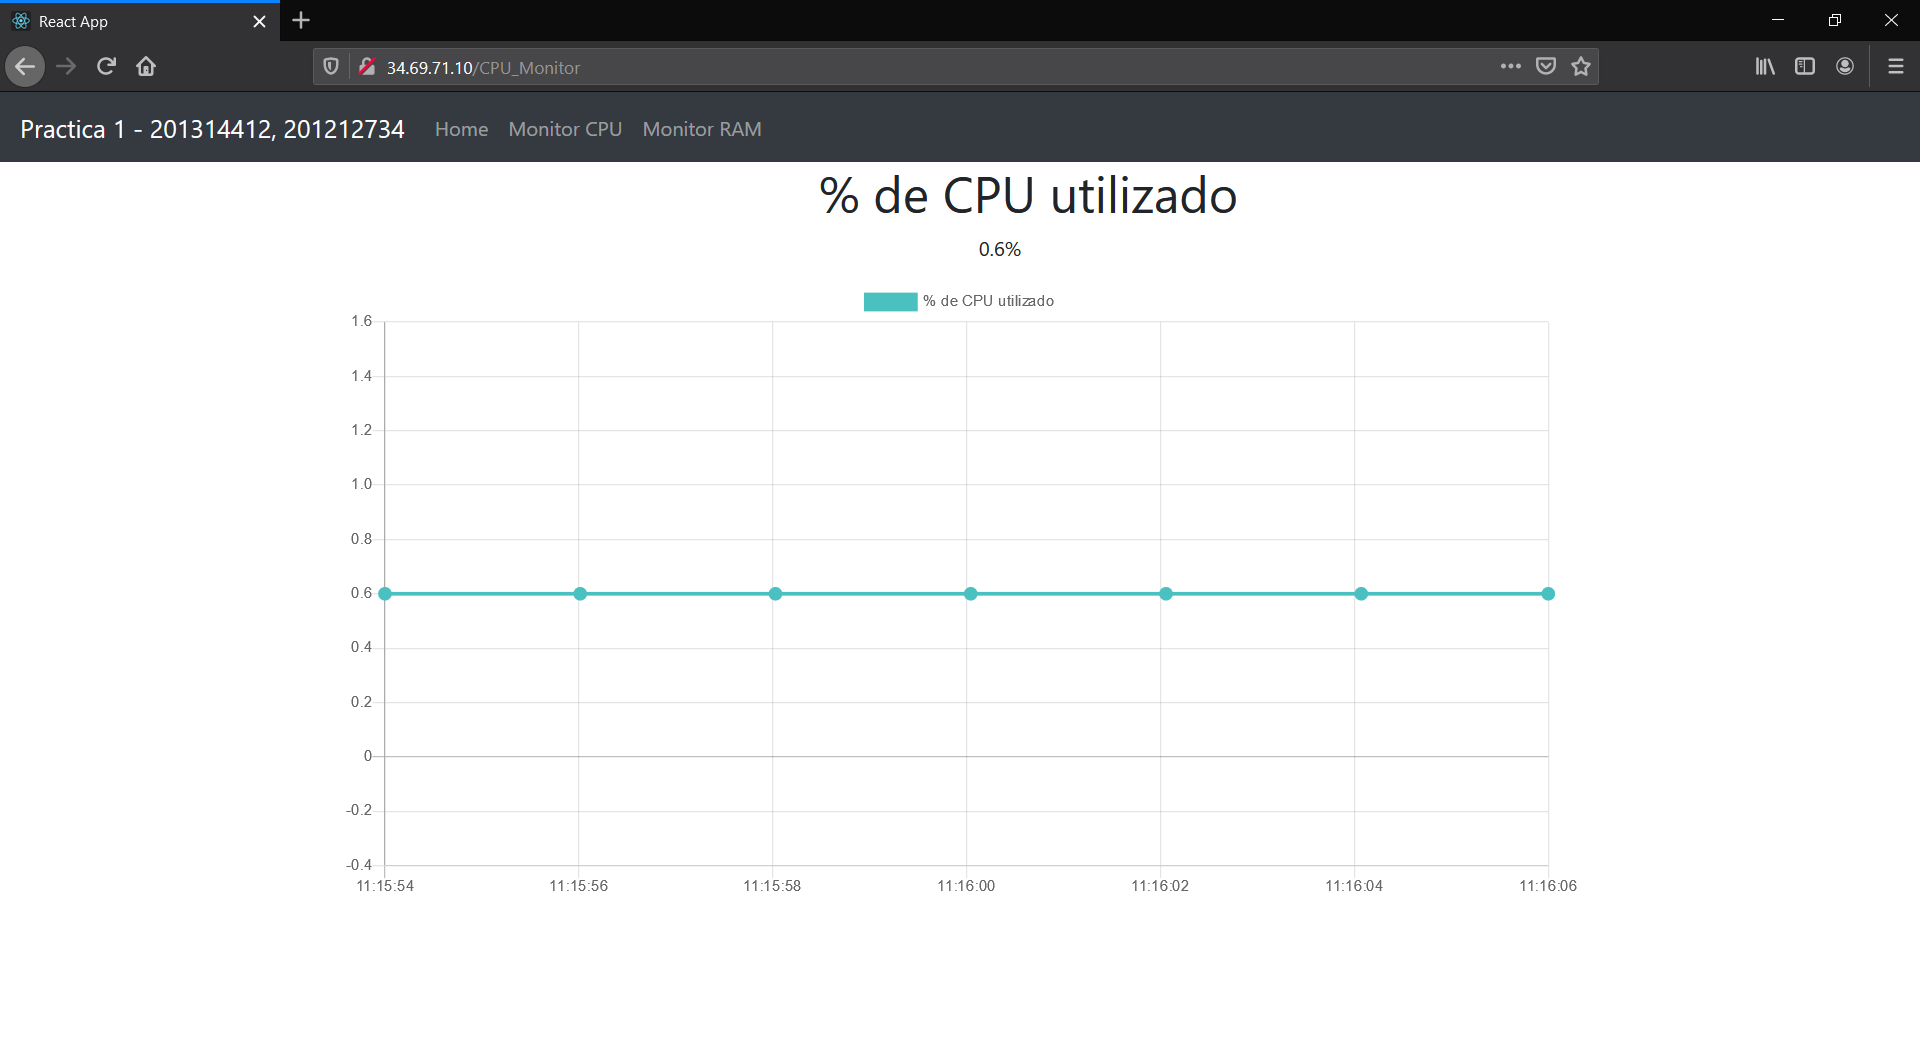 React App
34.69.71.10/CPU_Monitor
Practica 1 - 201314412, 201212734 Home Monitor CPU Monitor RAM
% de CPU utilizado
0.6%
% de CPU utilizado
1.6
1.4
1.2
1.0
0.8
0.6
0.4
0.2
0
-0.2
-0.4
11:15:54 11:15:56 11:15:58 11:16:00 11:16:02 11:16:04 11:16:06